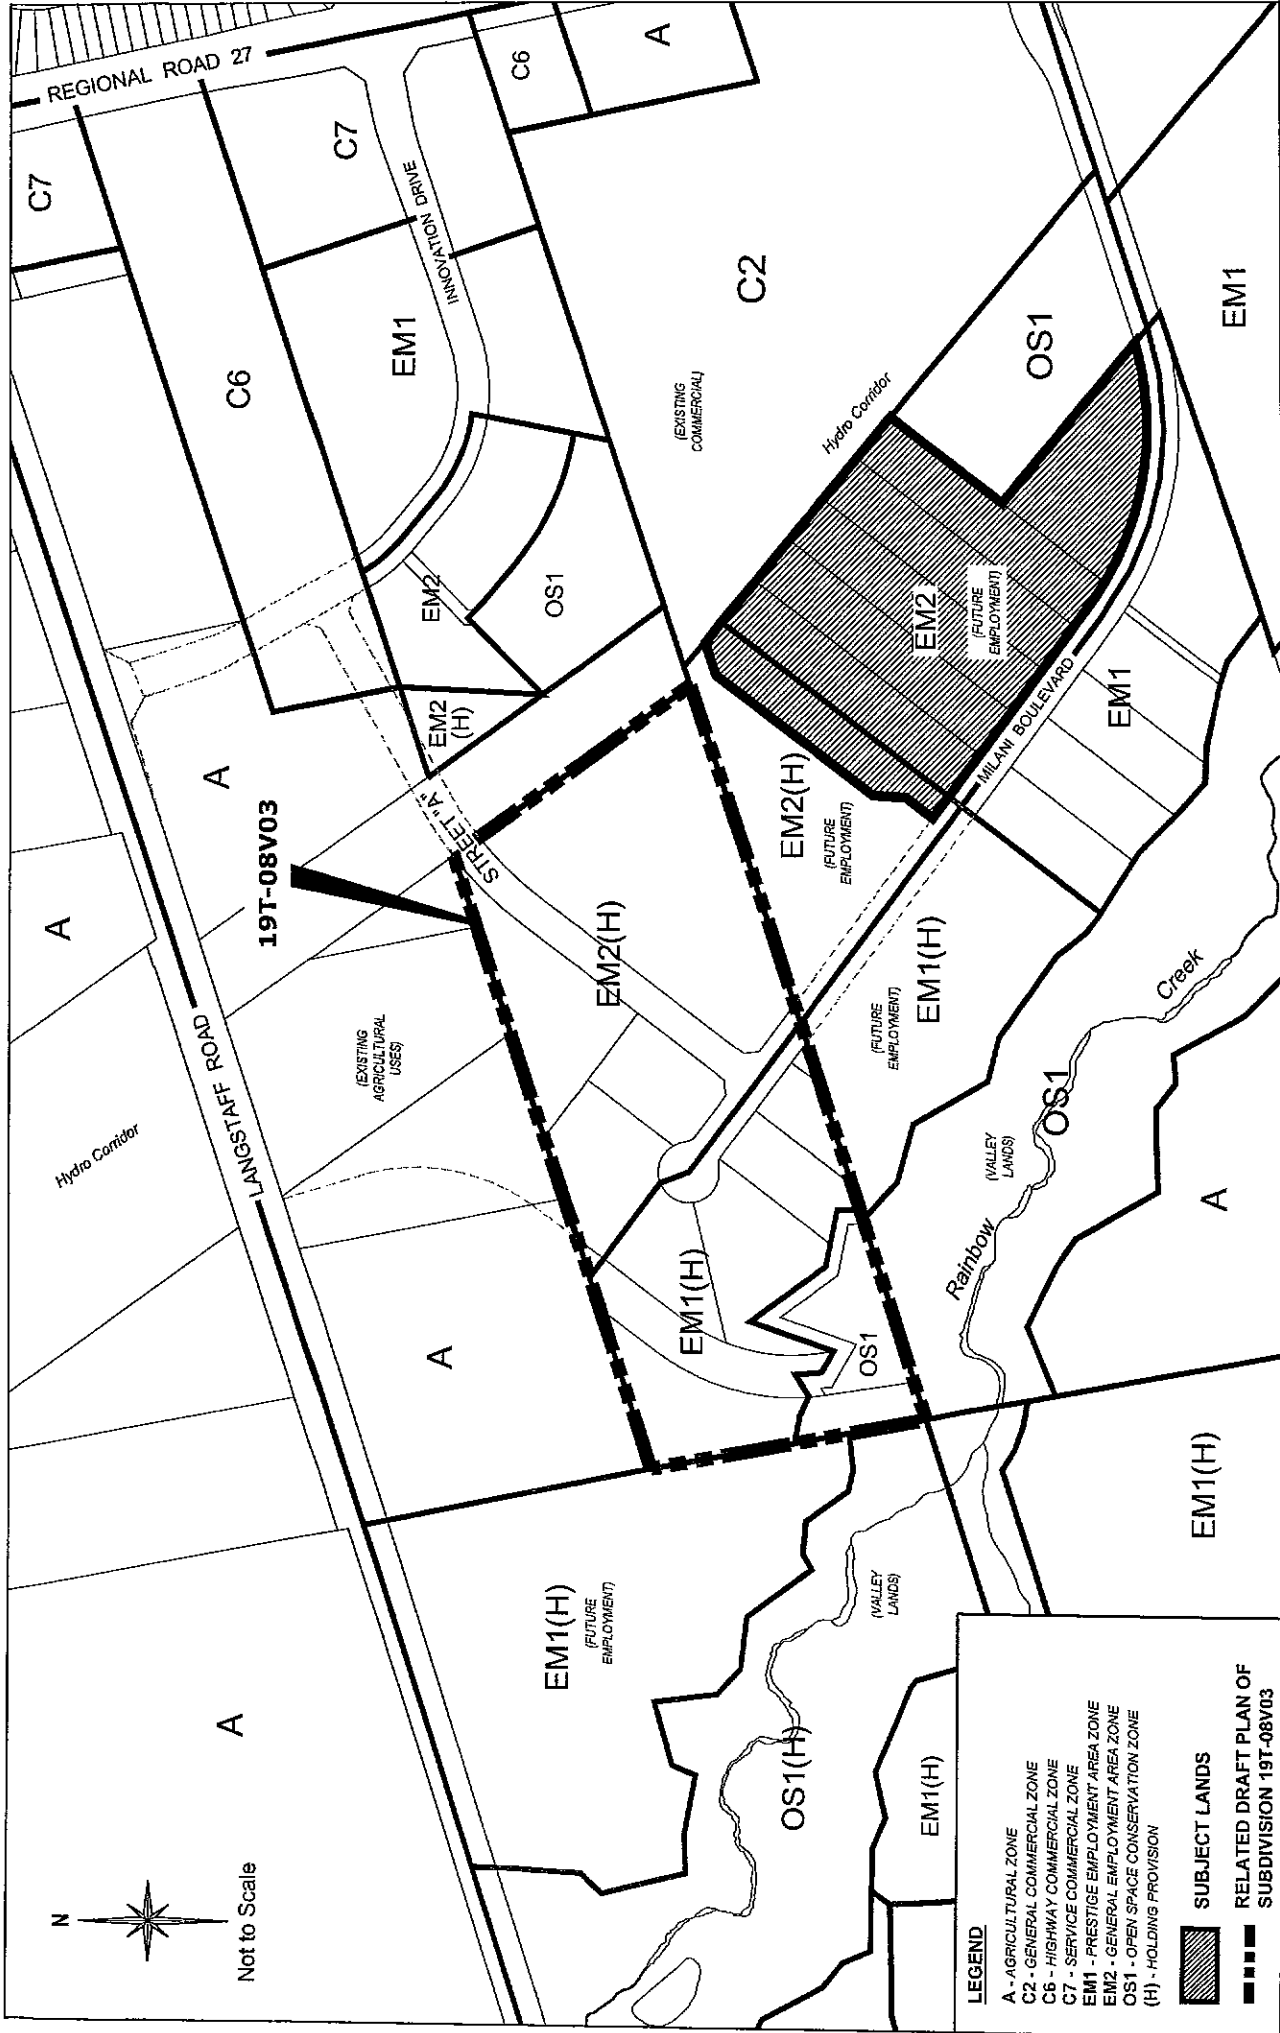 N
Not to Scale
A
LANGSTAFF ROAD
Hydro Corridor
A
A
(EXISTING
AGRICULTURAL
USES)
A
19T-08V03
REGIONAL ROAD 27
C7
C6
C7
INNOVATION DRIVE
EM1
C6
A
EM2
OS1
EM2
(H)
STREET "A"
C2
(EXISTING
COMMERCIAL)
Hydro Corridor
EM2(H)
EM1(H)
OS1
A
EM1(H)
(FUTURE
EMPLOYMENT)
(VALLEY
LANDS)
OS1(H)
EM1(H)
EM2(H)
(FUTURE
EMPLOYMENT)
EM2
(FUTURE
EMPLOYMENT)
OS1
MILANI BOULEVARD
EM1
EM1
EM1(H)
(FUTURE
EMPLOYMENT)
Rainbow
Creek
OS1
(VALLEY
LANDS)
A
EM1(H)
LEGEND
A - AGRICULTURAL ZONE
C2 - GENERAL COMMERCIAL ZONE
C6 - HIGHWAY COMMERCIAL ZONE
C7 - SERVICE COMMERCIAL ZONE
EM1 - PRESTIGE EMPLOYMENT AREA ZONE
EM2 - GENERAL EMPLOYMENT AREA ZONE
OS1 - OPEN SPACE CONSERVATION ZONE
(H) - HOLDING PROVISION
SUBJECT LANDS
RELATED DRAFT PLAN OF
SUBDIVISION 19T-08V03